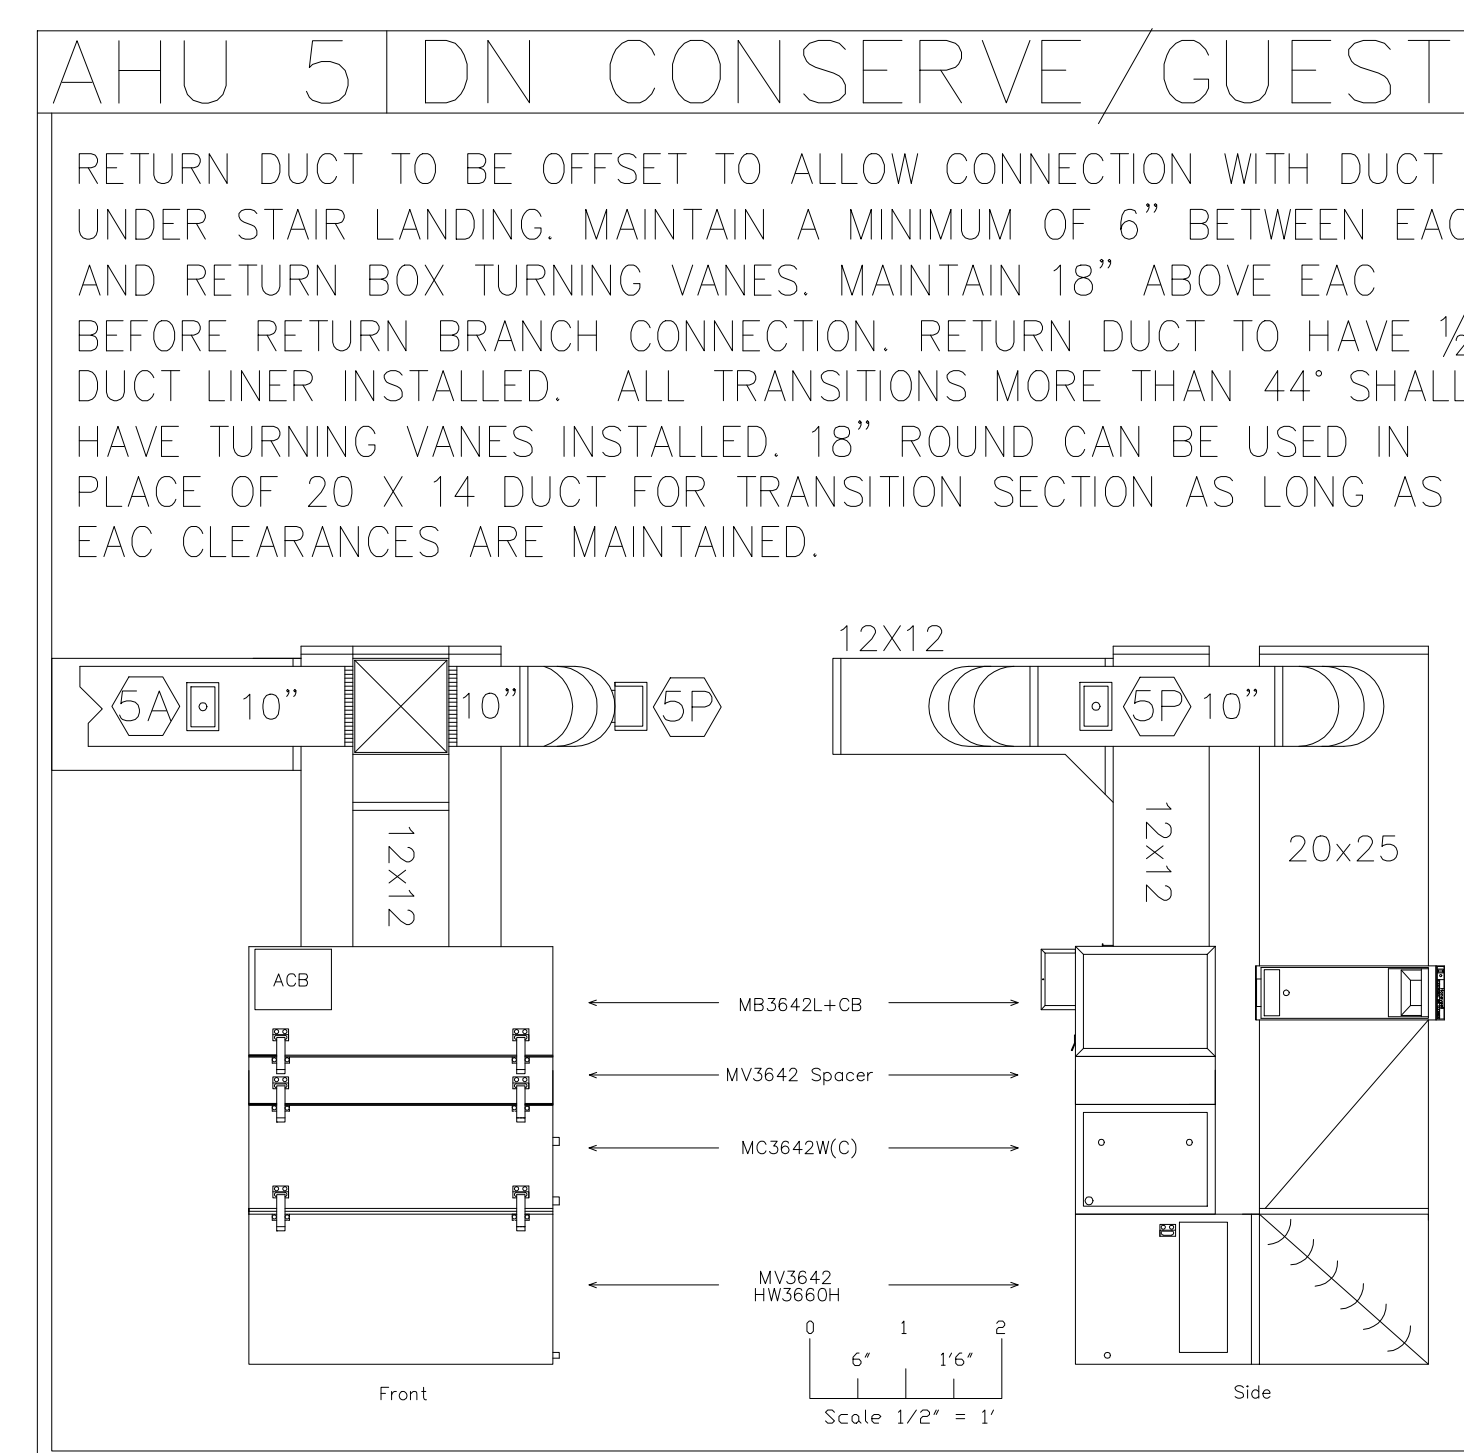 AHU 5 DN CONSERVE/GUEST
RETURN DUCT TO BE OFFSET TO ALLOW CONNECTION WITH DUCT
UNDER STAIR LANDING. MAINTAIN A MINIMUM OF 6” BETWEEN EAC
AND RETURN BOX TURNING VANES. MAINTAIN 18” ABOVE EAC
BEFORE RETURN BRANCH CONNECTION. RETURN DUCT TO HAVE ½
DUCT LINER INSTALLED. ALL TRANSITIONS MORE THAN 44° SHALL
HAVE TURNING VANES INSTALLED. 18” ROUND CAN BE USED IN
PLACE OF 20 X 14 DUCT FOR TRANSITION SECTION AS LONG AS
EAC CLEARANCES ARE MAINTAINED.
12X12
5A 10” 10” 5P 5P 10”
12x12
12x12
20x25
ACB
MB3642L+CB
MV3642 Spacer
MC3642W(C)
MV3642
HW3660H
0 1 2
6" 1'6"
Scale 1/2" = 1'
Front
Side